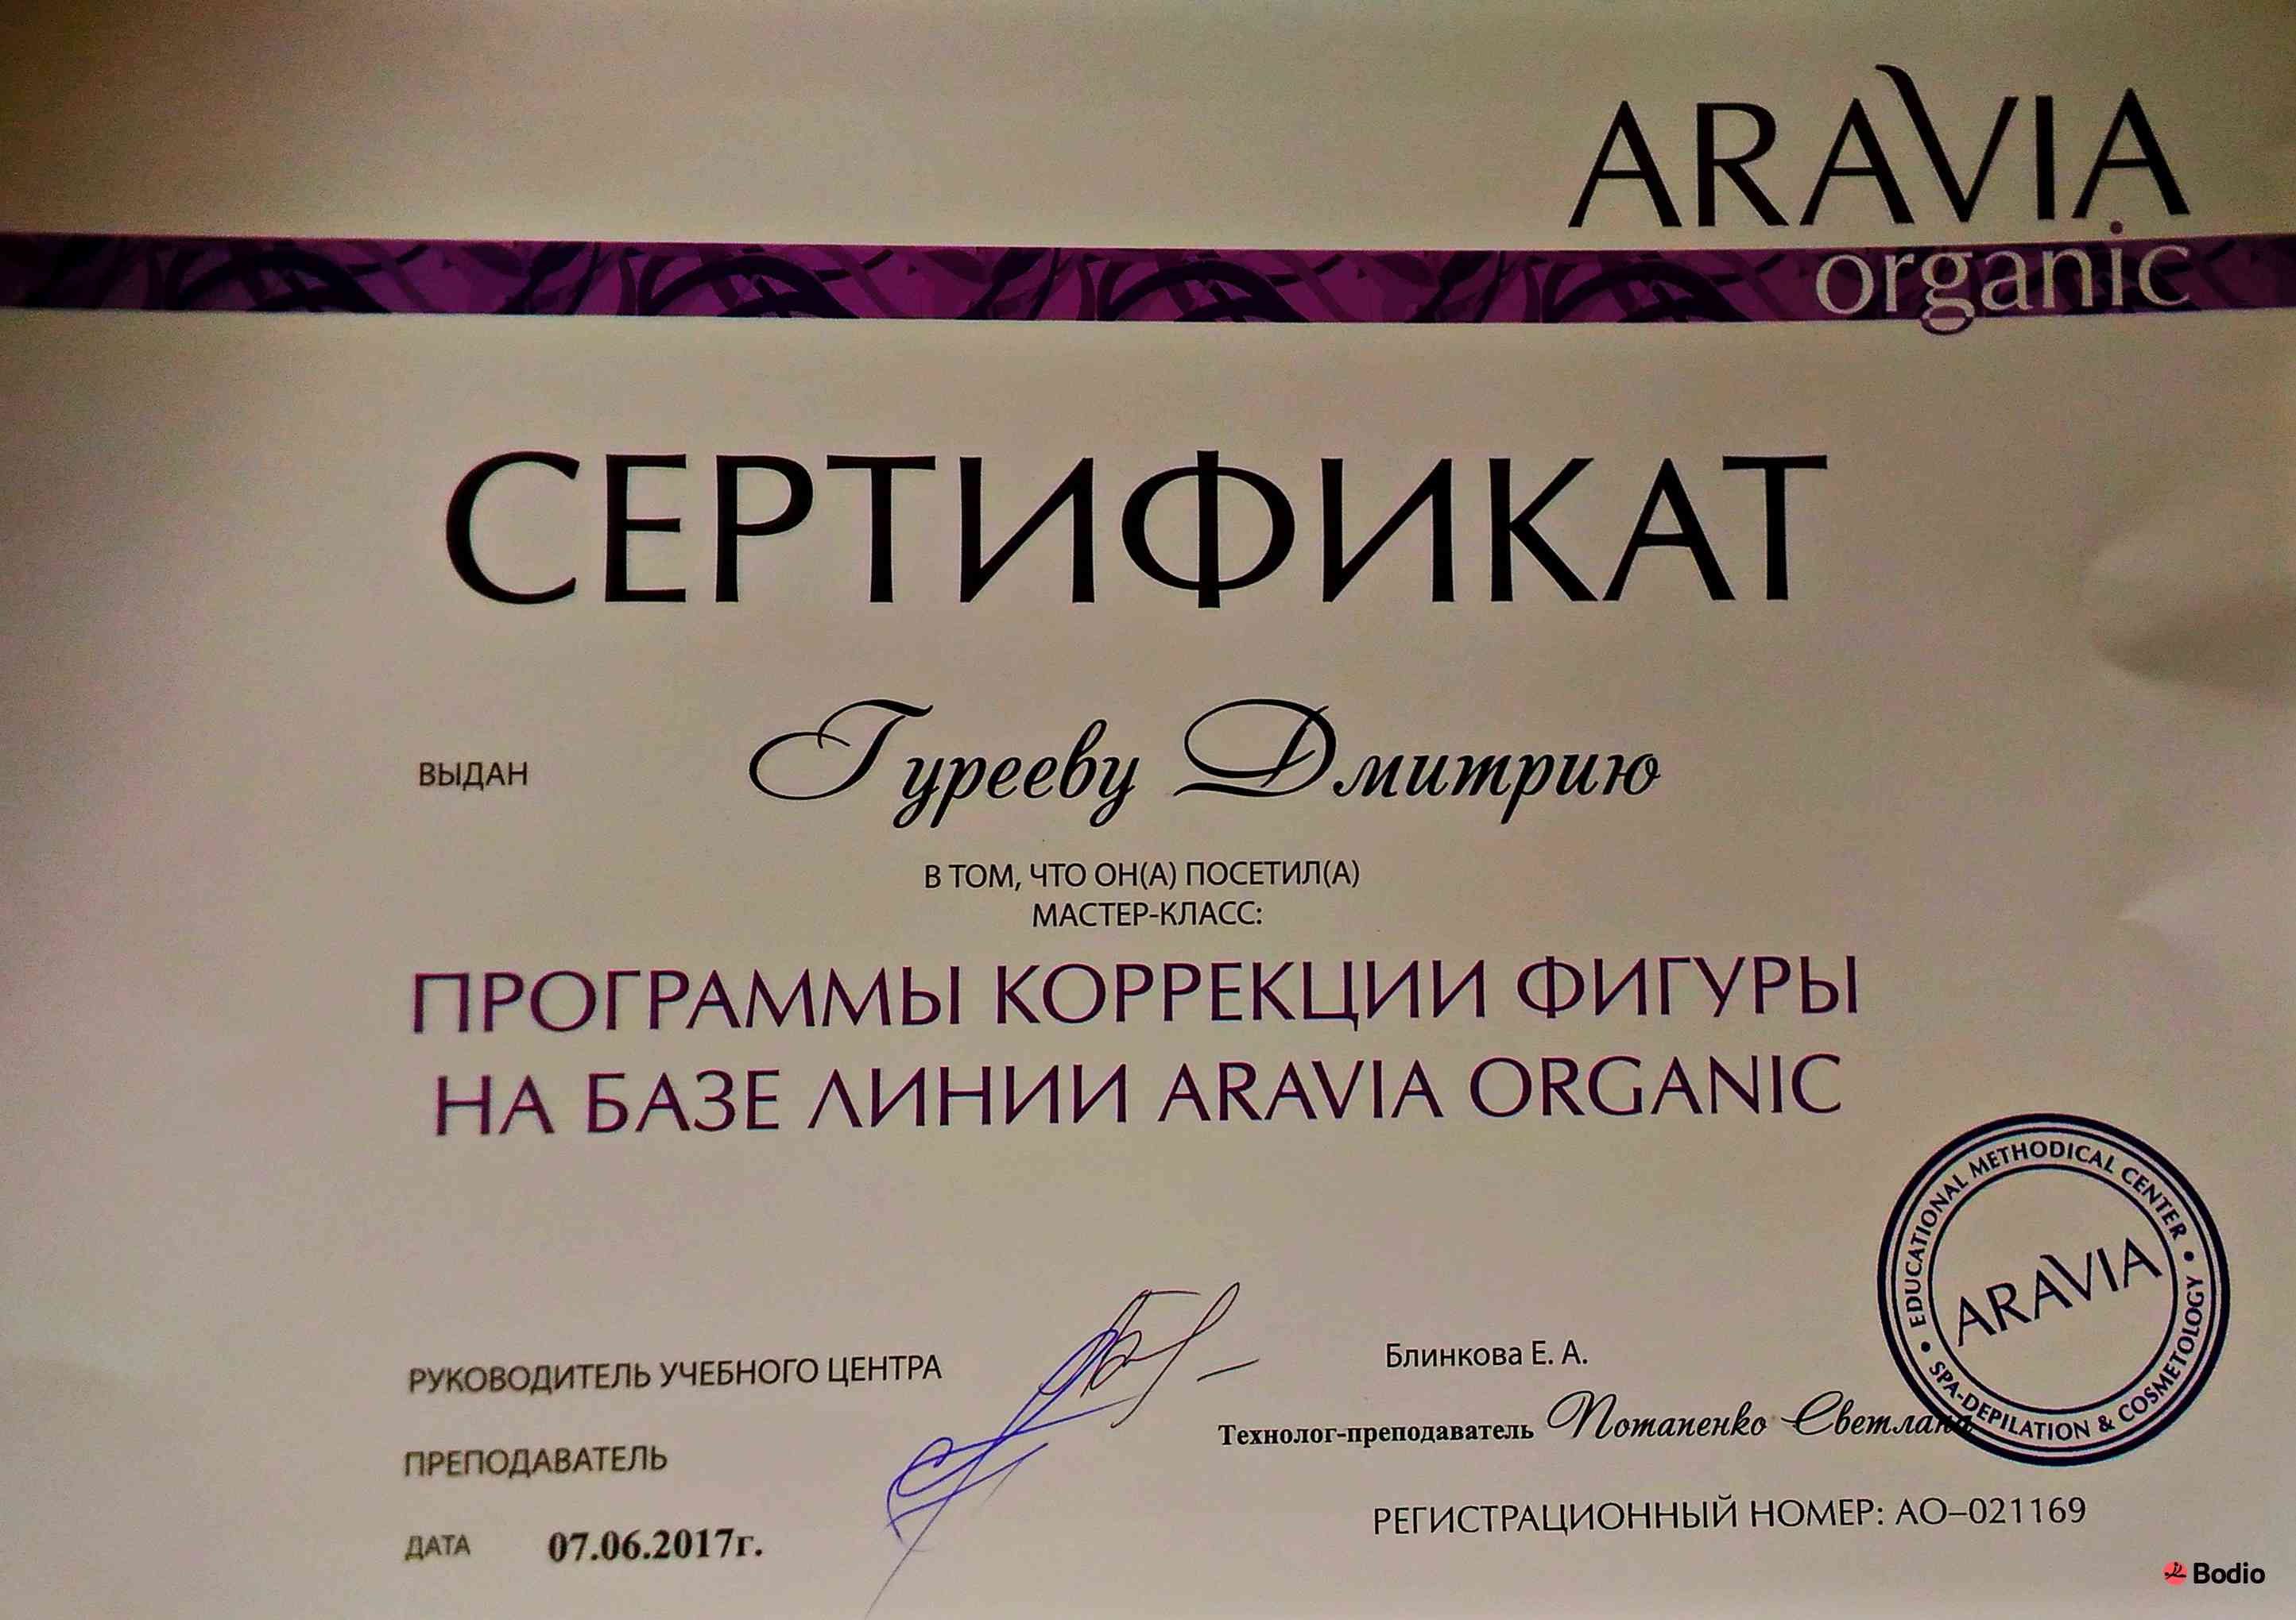 ARAVIA
organic
СЕРТИФИКАТ
ВЫДАН Гурееву Дмитрию
В ТОМ, ЧТО ОН(А) ПОСЕТИЛ(А)
МАСТЕР-КЛАСС:
ПРОГРАММЫ КОРРЕКЦИИ ФИГУРЫ
НА БАЗЕ ЛИНИИ ARAVIA ORGANIC
РУКОВОДИТЕЛЬ УЧЕБНОГО ЦЕНТРА Блинкова Е. А.
ПРЕПОДАВАТЕЛЬ Технолог-преподаватель Потапенко Светлана
ДАТА 07.06.2017г.
РЕГИСТРАЦИОННЫЙ НОМЕР: АО–021169
EDUCATIONAL METHODICAL CENTER •
SPA-DEPILATION & COSMETOLOGY •
ARAVIA
Bodio